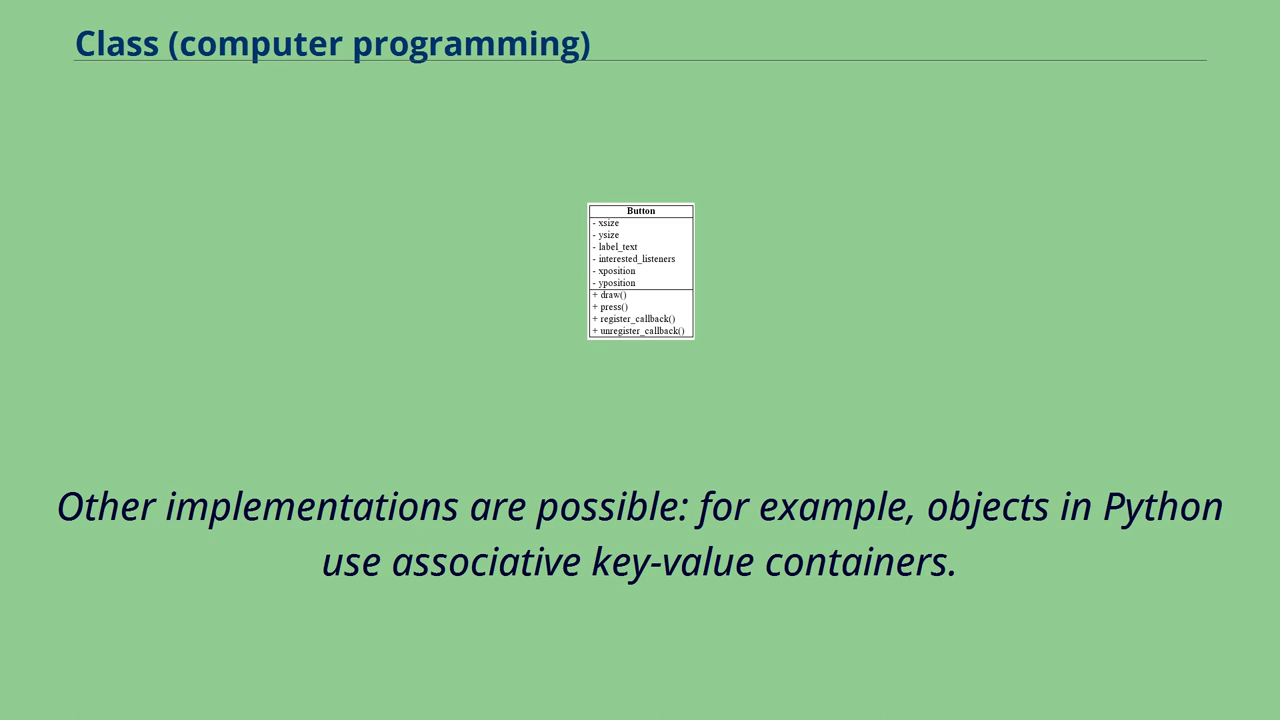 Class (computer programming)
Button
- xsize
- ysize
- label_text
- interested_listeners
- xposition
- yposition
+ draw()
+ press()
+ register_callback()
+ unregister_callback()
Other implementations are possible: for example, objects in Python
use associative key-value containers.